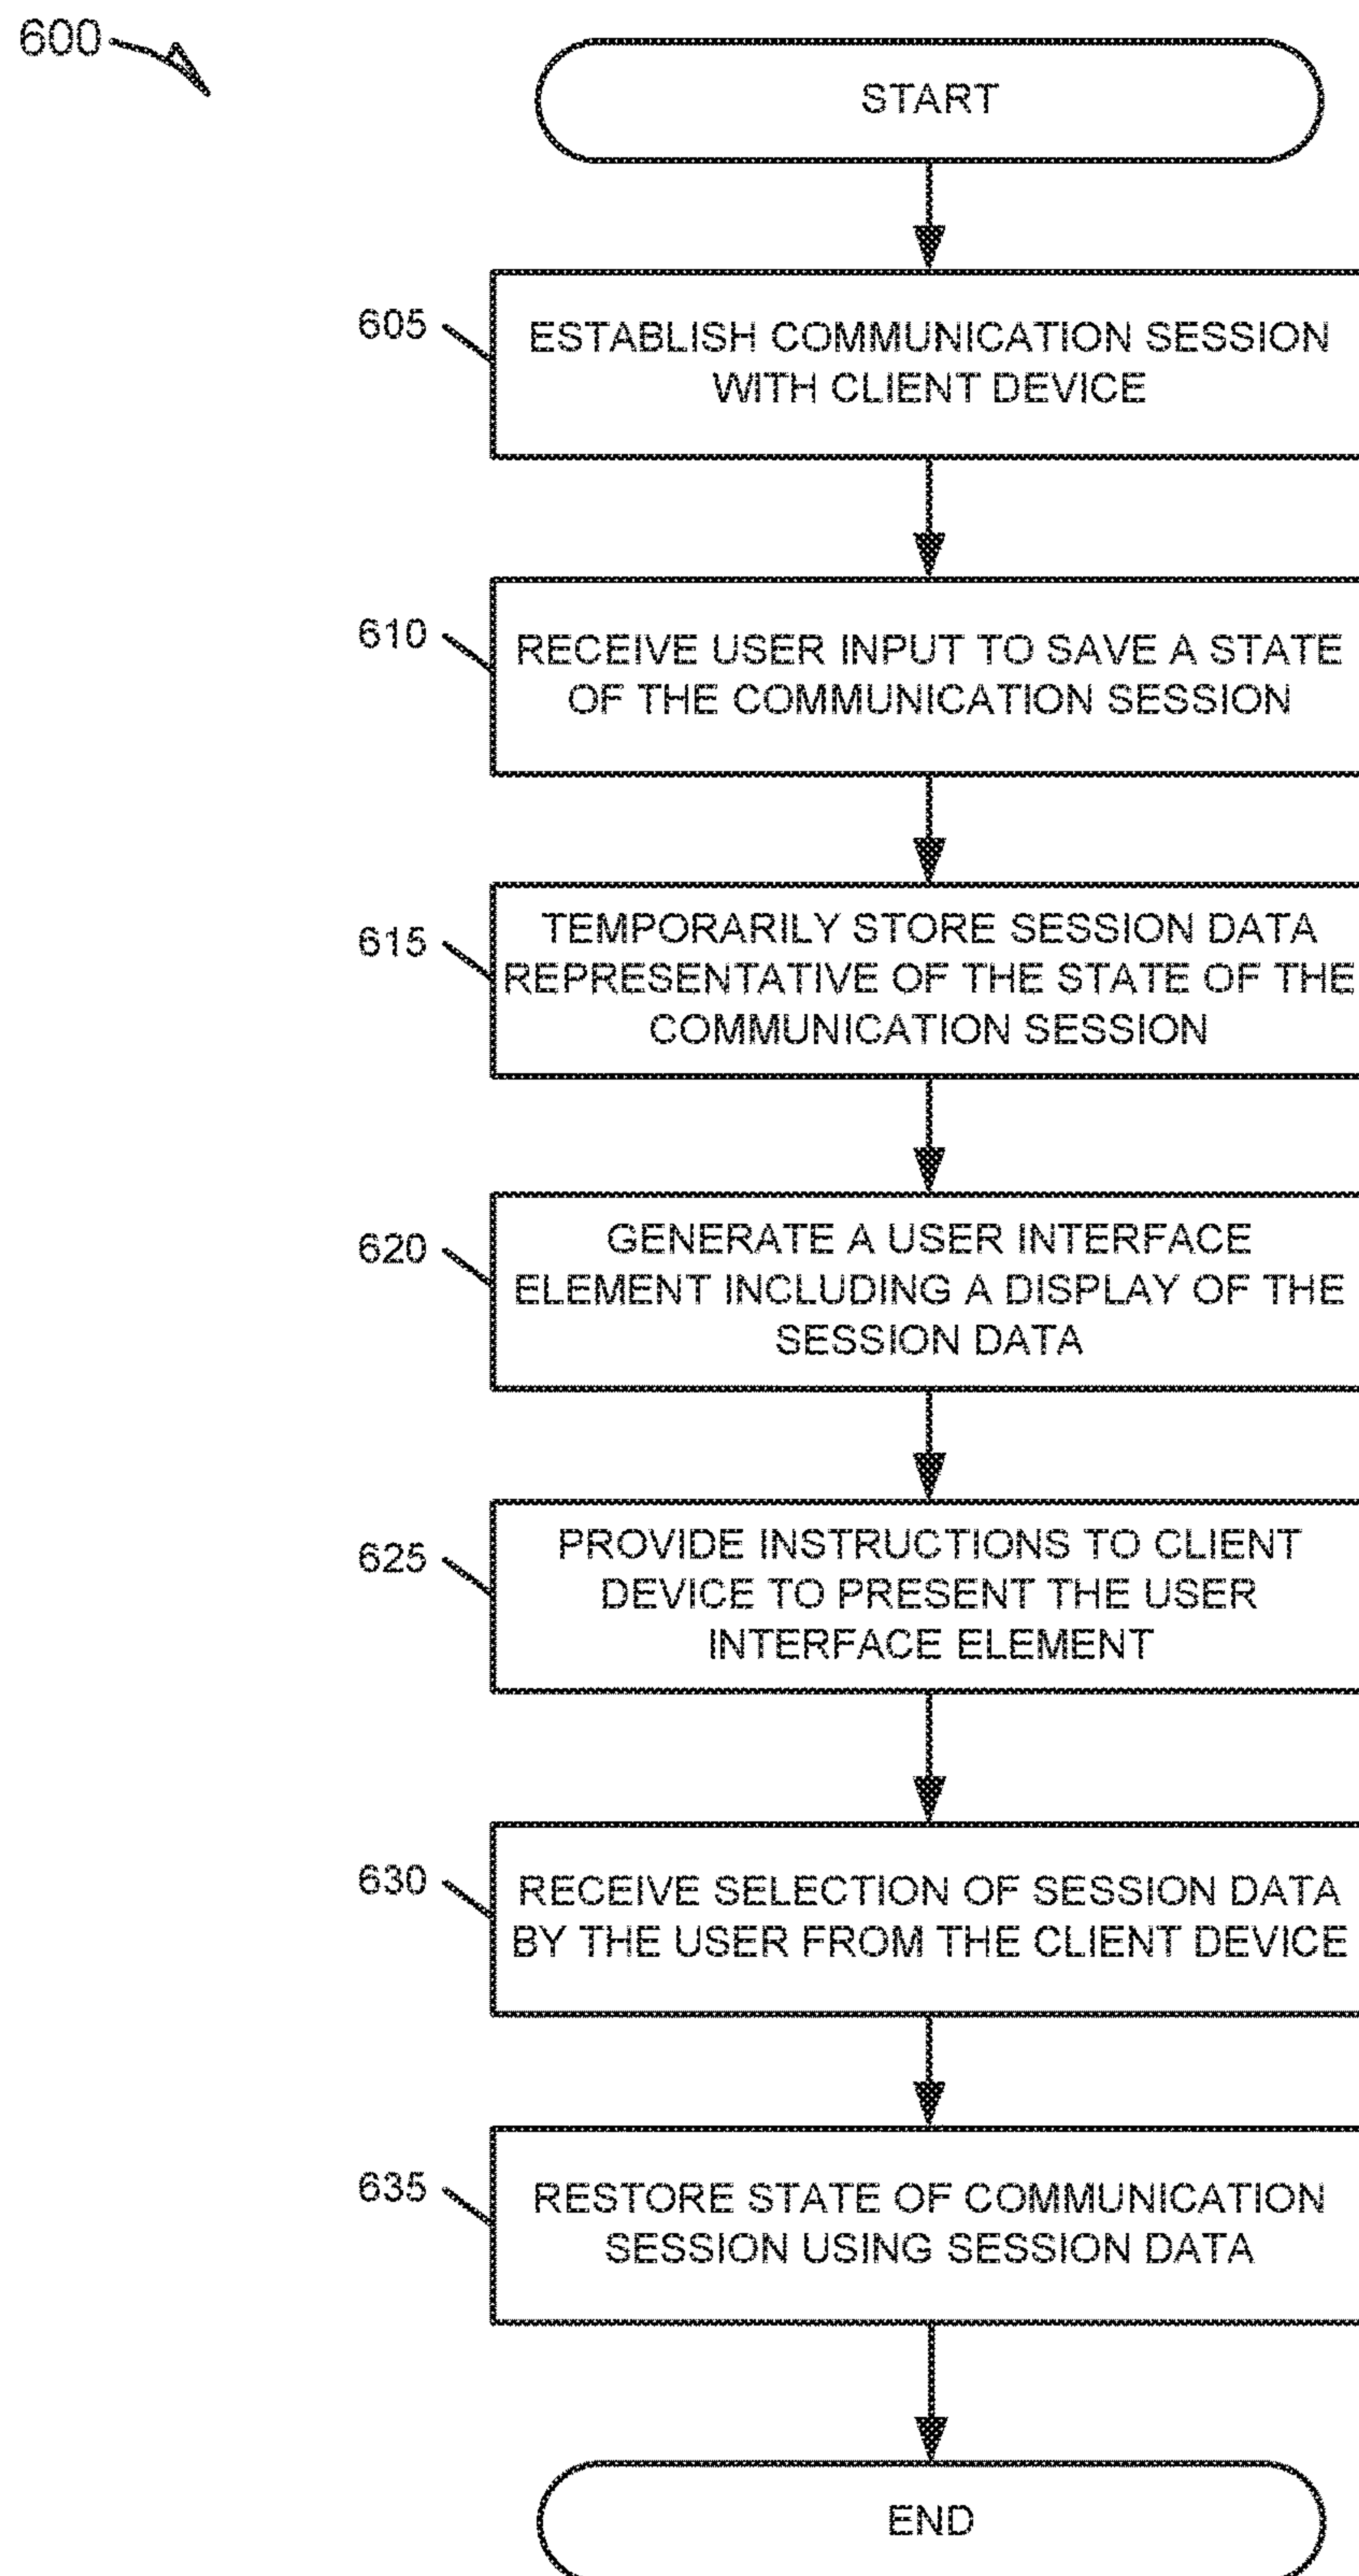 600
START
605
ESTABLISH COMMUNICATION SESSION
WITH CLIENT DEVICE
610
RECEIVE USER INPUT TO SAVE A STATE
OF THE COMMUNICATION SESSION
615
TEMPORARILY STORE SESSION DATA
REPRESENTATIVE OF THE STATE OF THE
COMMUNICATION SESSION
620
GENERATE A USER INTERFACE
ELEMENT INCLUDING A DISPLAY OF THE
SESSION DATA
625
PROVIDE INSTRUCTIONS TO CLIENT
DEVICE TO PRESENT THE USER
INTERFACE ELEMENT
630
RECEIVE SELECTION OF SESSION DATA
BY THE USER FROM THE CLIENT DEVICE
635
RESTORE STATE OF COMMUNICATION
SESSION USING SESSION DATA
END